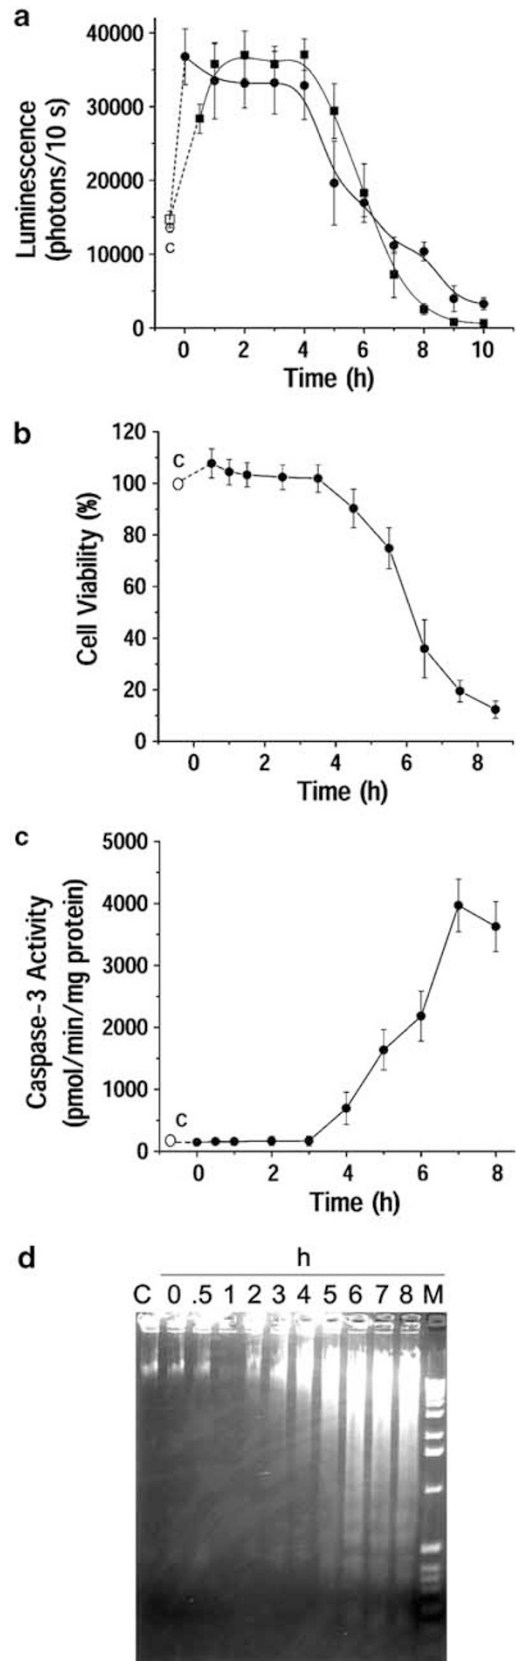 a
40000
30000
20000
10000
0
Luminescence
(photons/10 s)
c
0 2 4 6 8 10
Time (h)
b
120
100
80
60
40
20
0
Cell Viability (%)
C
0 2 4 6 8
Time (h)
c
5000
4000
3000
2000
1000
0
Caspase-3 Activity
(pmol/min/mg protein)
C
0 2 4 6 8
Time (h)
d
h
C 0 .5 1 2 3 4 5 6 7 8 M